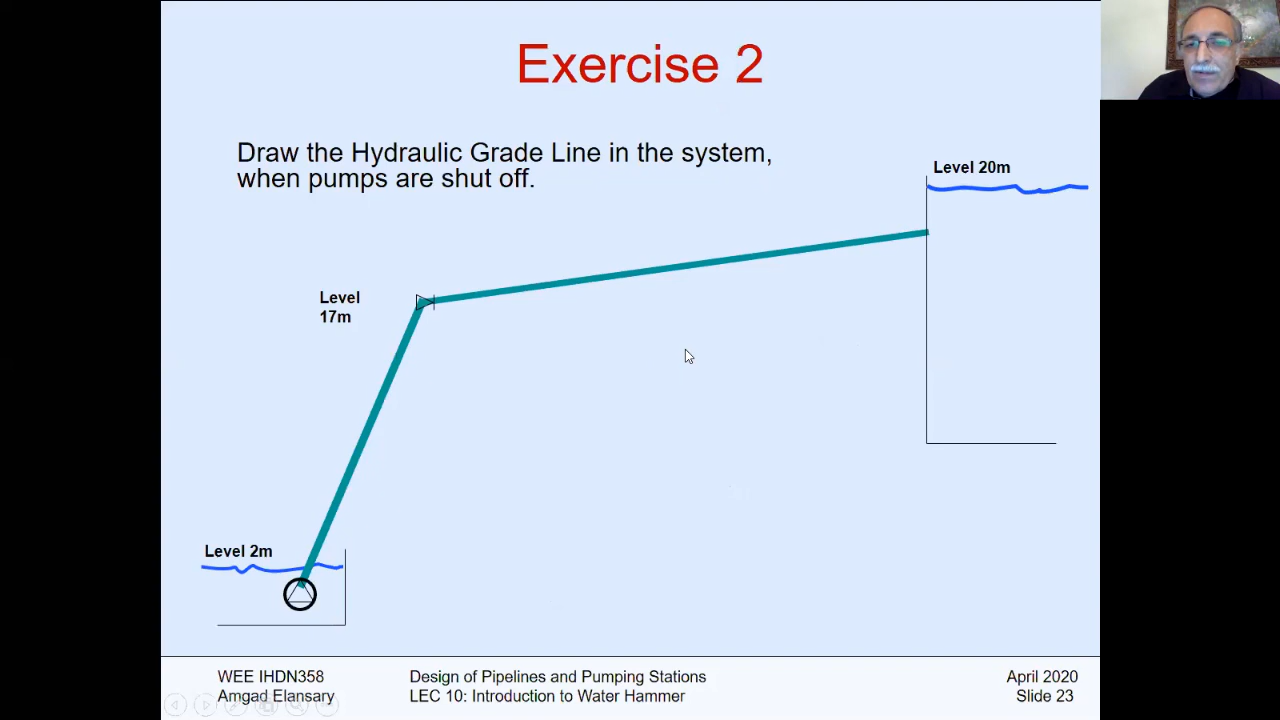 Exercise 2
Draw the Hydraulic Grade Line in the system,
when pumps are shut off.
Level 20m
Level
17m
Level 2m
WEE IHDN358
Amgad Elansary
Design of Pipelines and Pumping Stations
LEC 10: Introduction to Water Hammer
April 2020
Slide 23